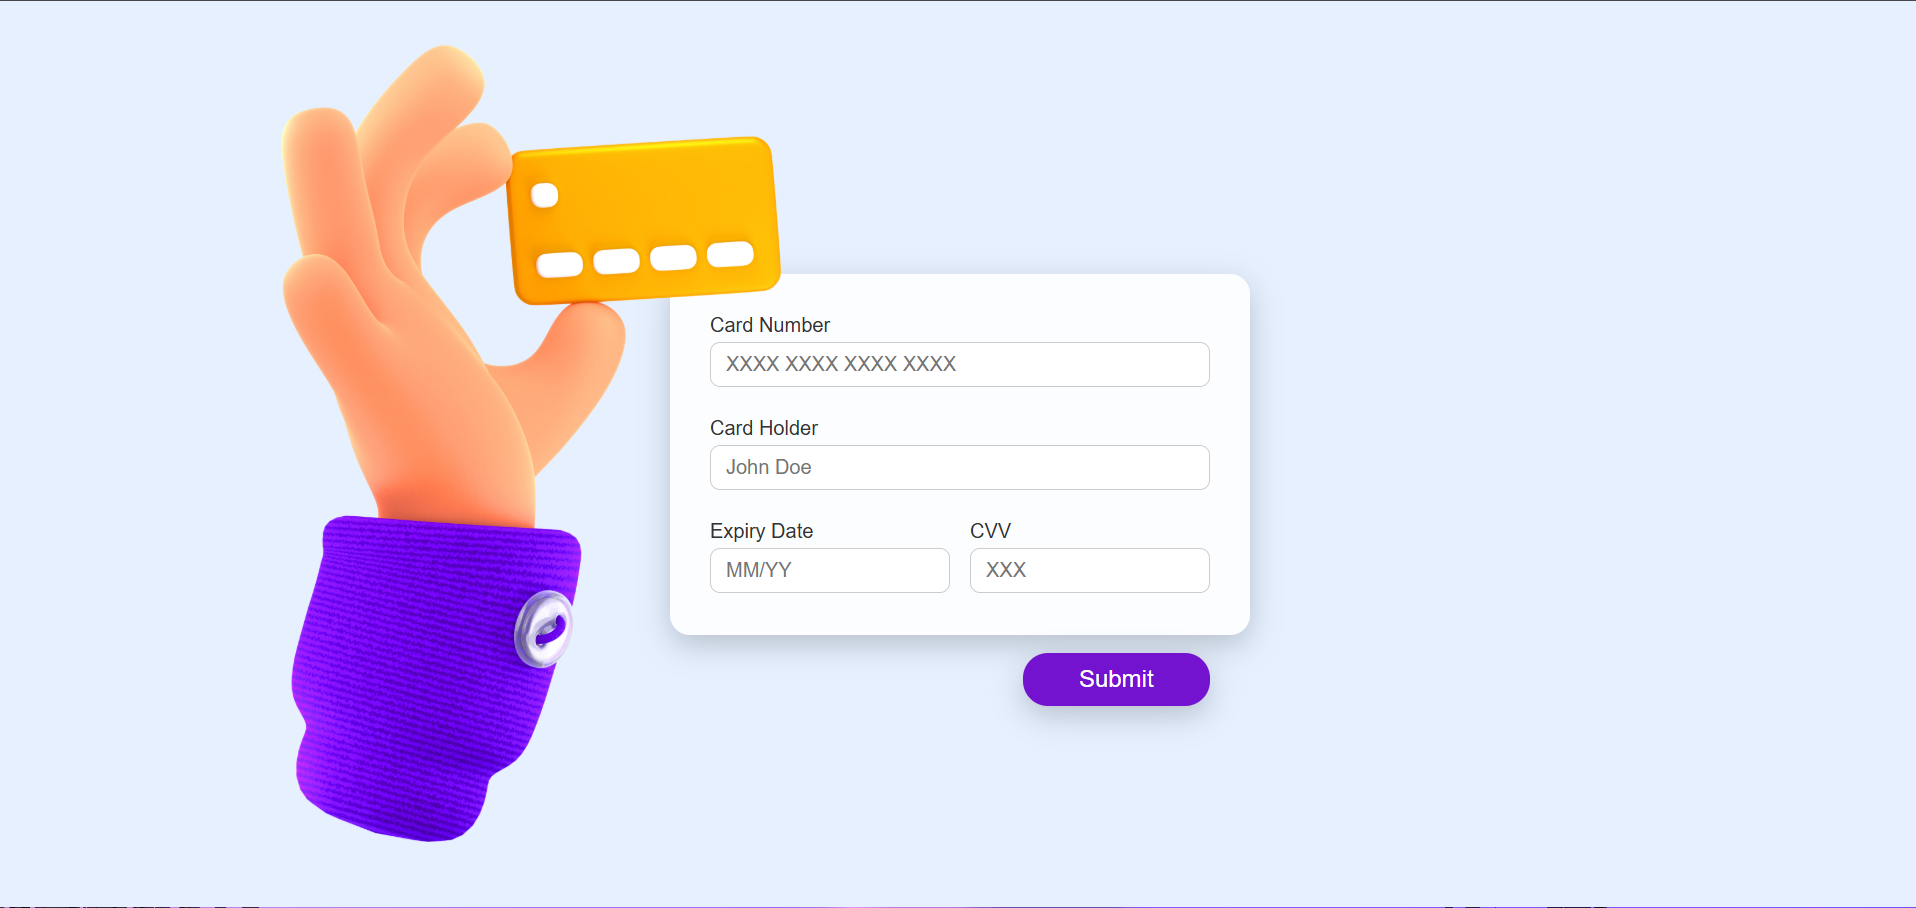 Card Number
XXXX XXXX XXXX XXXX
Card Holder
John Doe
Expiry Date CVV
MM/YY XXX
Submit